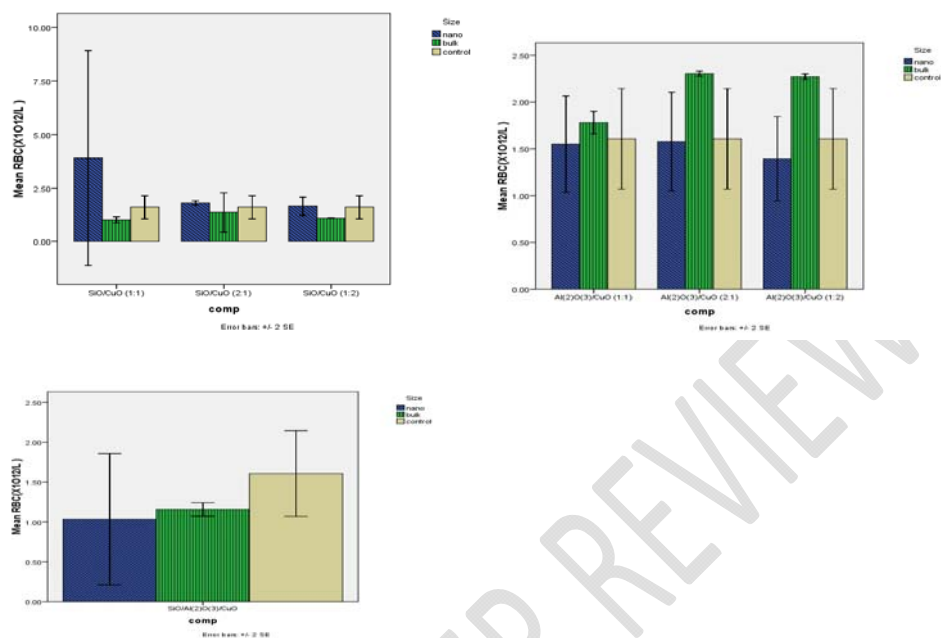 Size
nano
bulk
control
Mean RBC(X1O12/L)
10.00
7.50
5.00
2.50
0.00
SiO/CuO (1:1)
SiO/CuO (2:1)
SiO/CuO (1:2)
comp
Error bars: +/- 2 SE
Size
nano
bulk
control
Mean RBC(X1O12/L)
2.50
2.00
1.50
1.00
0.50
0.00
Al(2)O(3)/CuO (1:1)
Al(2)O(3)/CuO (2:1)
Al(2)O(3)/CuO (1:2)
comp
Error bars: +/- 2 SE
Size
nano
bulk
control
Mean RBC(X1O12/L)
2.50
2.00
1.50
1.00
0.50
0.00
SiO/Al(2)O(3)/CuO
comp
Error bars: +/- 2 SE
ER REVIEW